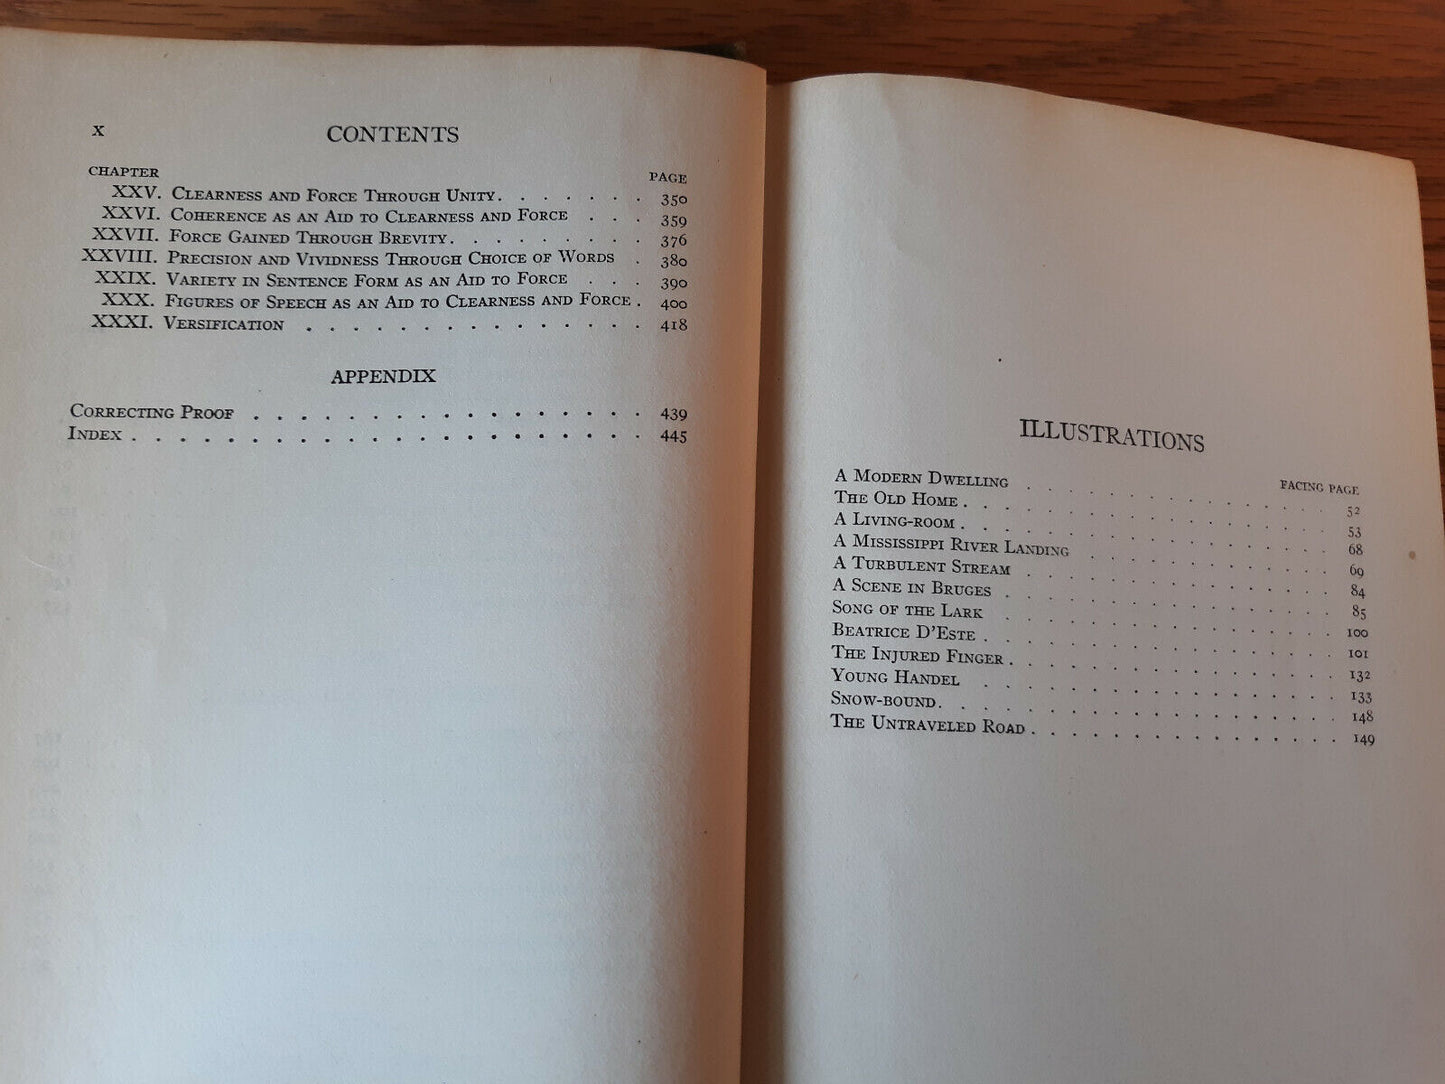 X
CONTENTS
CHAPTER PAGE
XXV. Clearness and Force Through Unity. . . . . . . 350
XXVI. Coherence as an Aid to Clearness and Force . . . 359
XXVII. Force Gained Through Brevity. . . . . . . . . 376
XXVIII. Precision and Vividness Through Choice of Words . 380
XXIX. Variety in Sentence Form as an Aid to Force . . . 390
XXX. Figures of Speech as an Aid to Clearness and Force . 400
XXXI. Versification . . . . . . . . . . . . . . . 418
APPENDIX
Correcting Proof . . . . . . . . . . . . . . . . . 439
Index . . . . . . . . . . . . . . . . . . . . . . 445
ILLUSTRATIONS
FACING PAGE
A Modern Dwelling . . . . . . . . . . . . . 52
The Old Home . . . . . . . . . . . . . . . . 53
A Living-room . . . . . . . . . . . . . . . . 68
A Mississippi River Landing . . . . . . . . . . . 69
A Turbulent Stream . . . . . . . . . . . . . . 84
A Scene in Bruges . . . . . . . . . . . . . . . 85
Song of the Lark . . . . . . . . . . . . . . . 100
Beatrice D'Este . . . . . . . . . . . . . . . . 101
The Injured Finger . . . . . . . . . . . . . . . 132
Young Handel . . . . . . . . . . . . . . . . 133
Snow-bound. . . . . . . . . . . . . . . . . . 148
The Untraveled Road . . . . . . . . . . . . . . 149